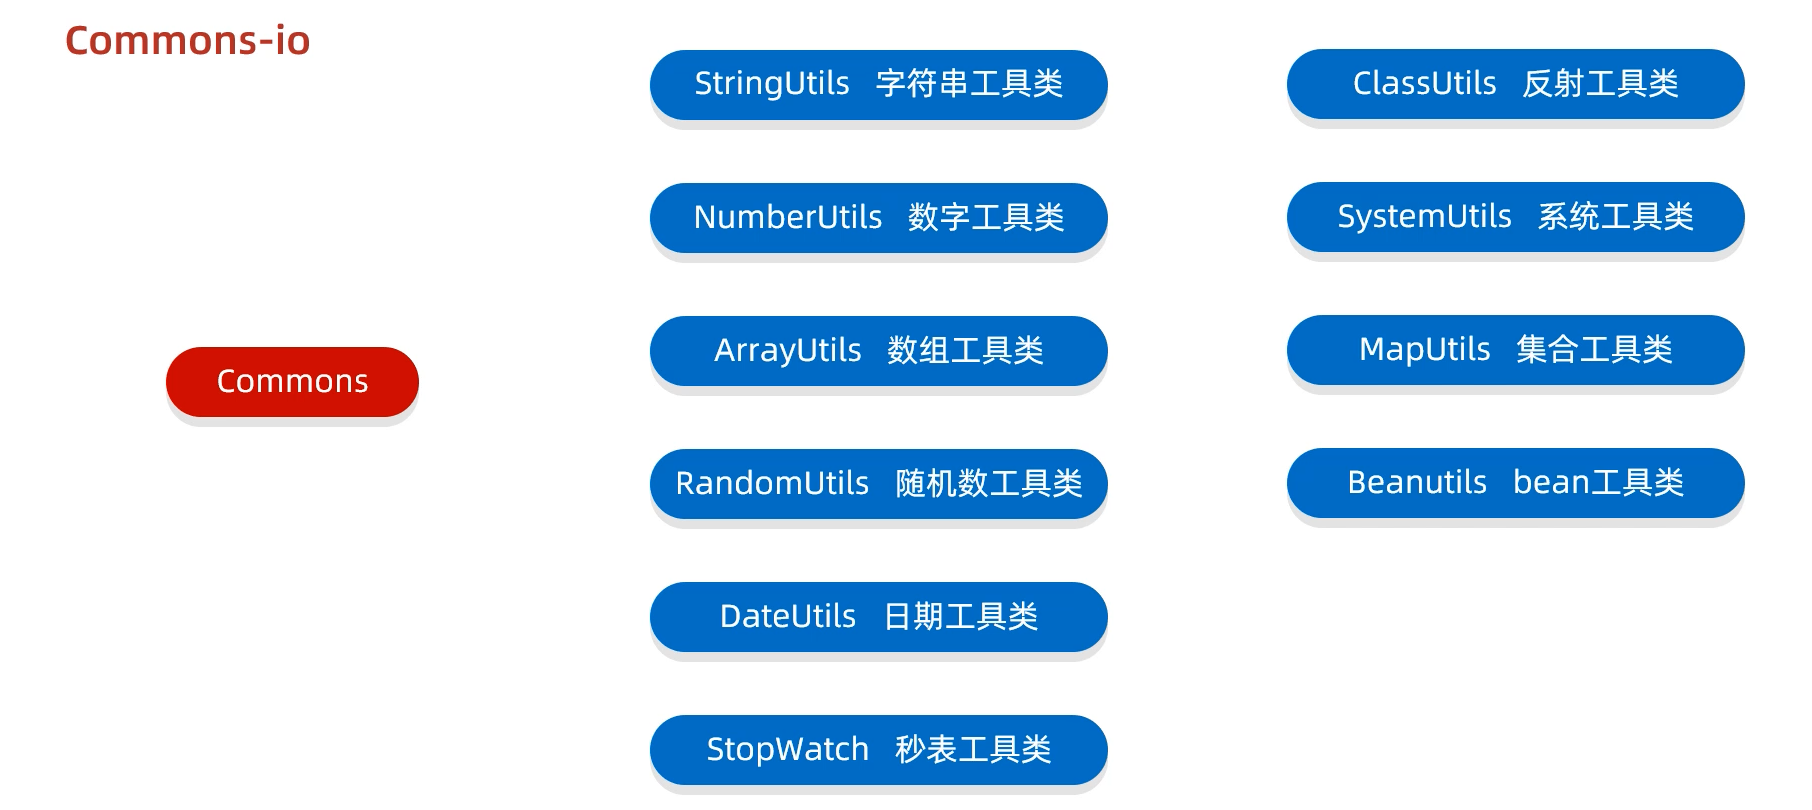 Commons-io
Commons
StringUtils 字符串工具类
NumberUtils 数字工具类
ArrayUtils 数组工具类
RandomUtils 随机数工具类
DateUtils 日期工具类
StopWatch 秒表工具类
ClassUtils 反射工具类
SystemUtils 系统工具类
MapUtils 集合工具类
Beanutils bean工具类